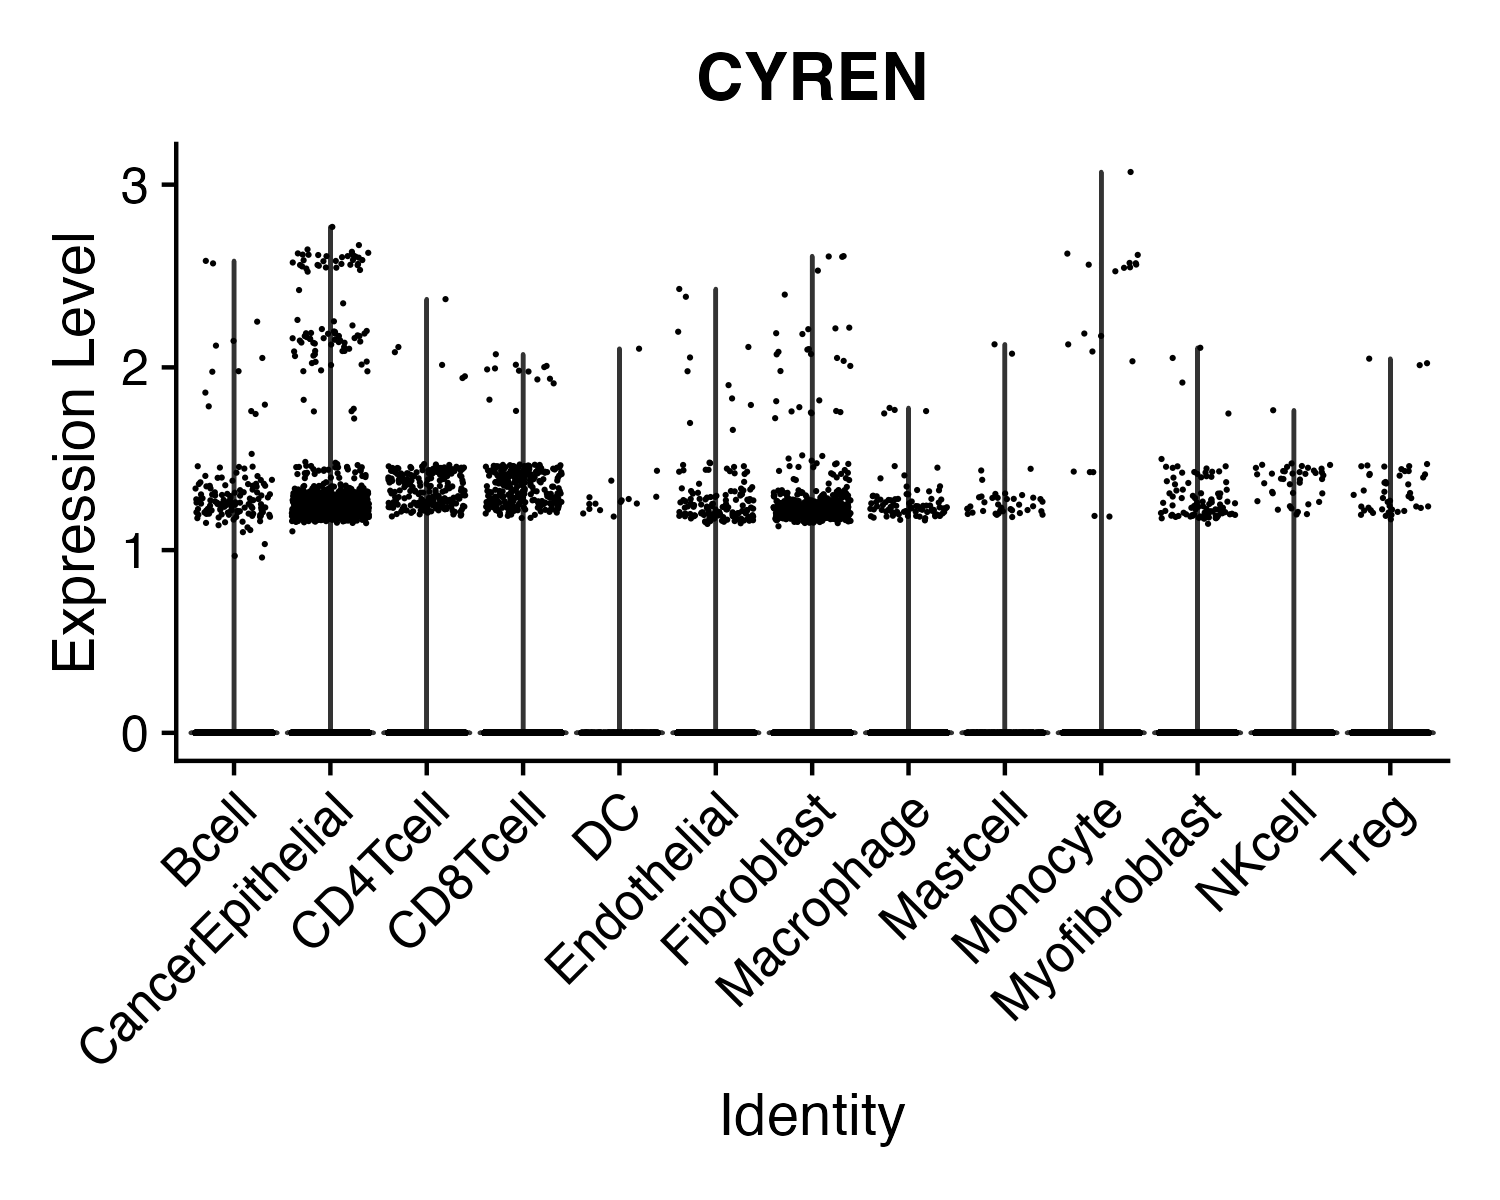 CYREN
Expression Level
3
2
1
0
Bcell
CancerEpithelial
CD4Tcell
CD8Tcell
DC
Endothelial
Fibroblast
Macrophage
Mastcell
Monocyte
Myofibroblast
NKcell
Treg
Identity